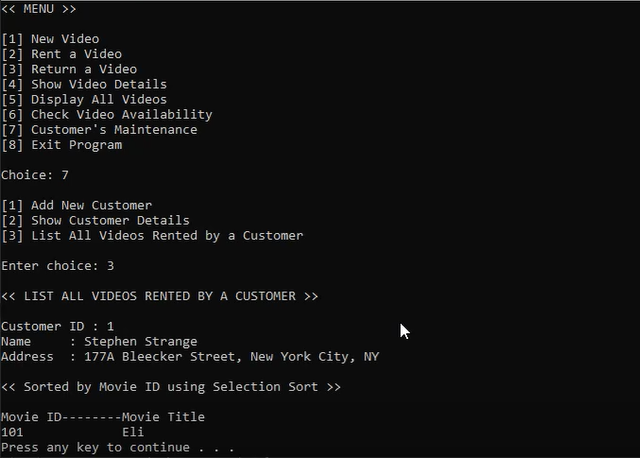 << MENU >>
[1] New Video
[2] Rent a Video
[3] Return a Video
[4] Show Video Details
[5] Display All Videos
[6] Check Video Availability
[7] Customer's Maintenance
[8] Exit Program
Choice: 7
[1] Add New Customer
[2] Show Customer Details
[3] List All Videos Rented by a Customer
Enter choice: 3
<< LIST ALL VIDEOS RENTED BY A CUSTOMER >>
Customer ID : 1
Name     : Stephen Strange
Address  : 177A Bleecker Street, New York City, NY
<< Sorted by Movie ID using Selection Sort >>
Movie ID--------Movie Title
101             Eli
Press any key to continue . . .